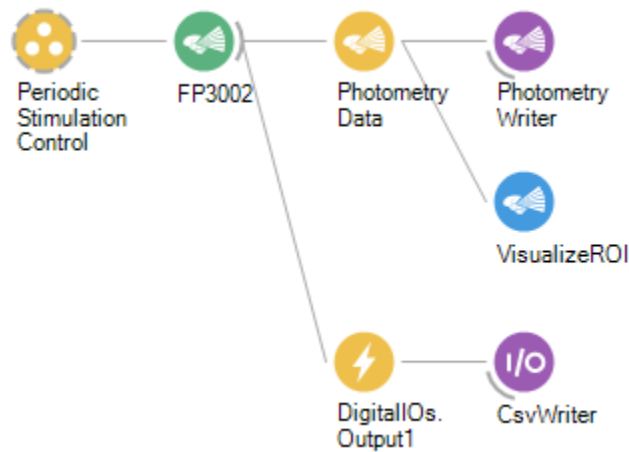 Periodic
Stimulation
Control
FP3002
Photometry
Data
Photometry
Writer
VisualizeROI
DigitalIOs.
Output1
I/O
CsvWriter